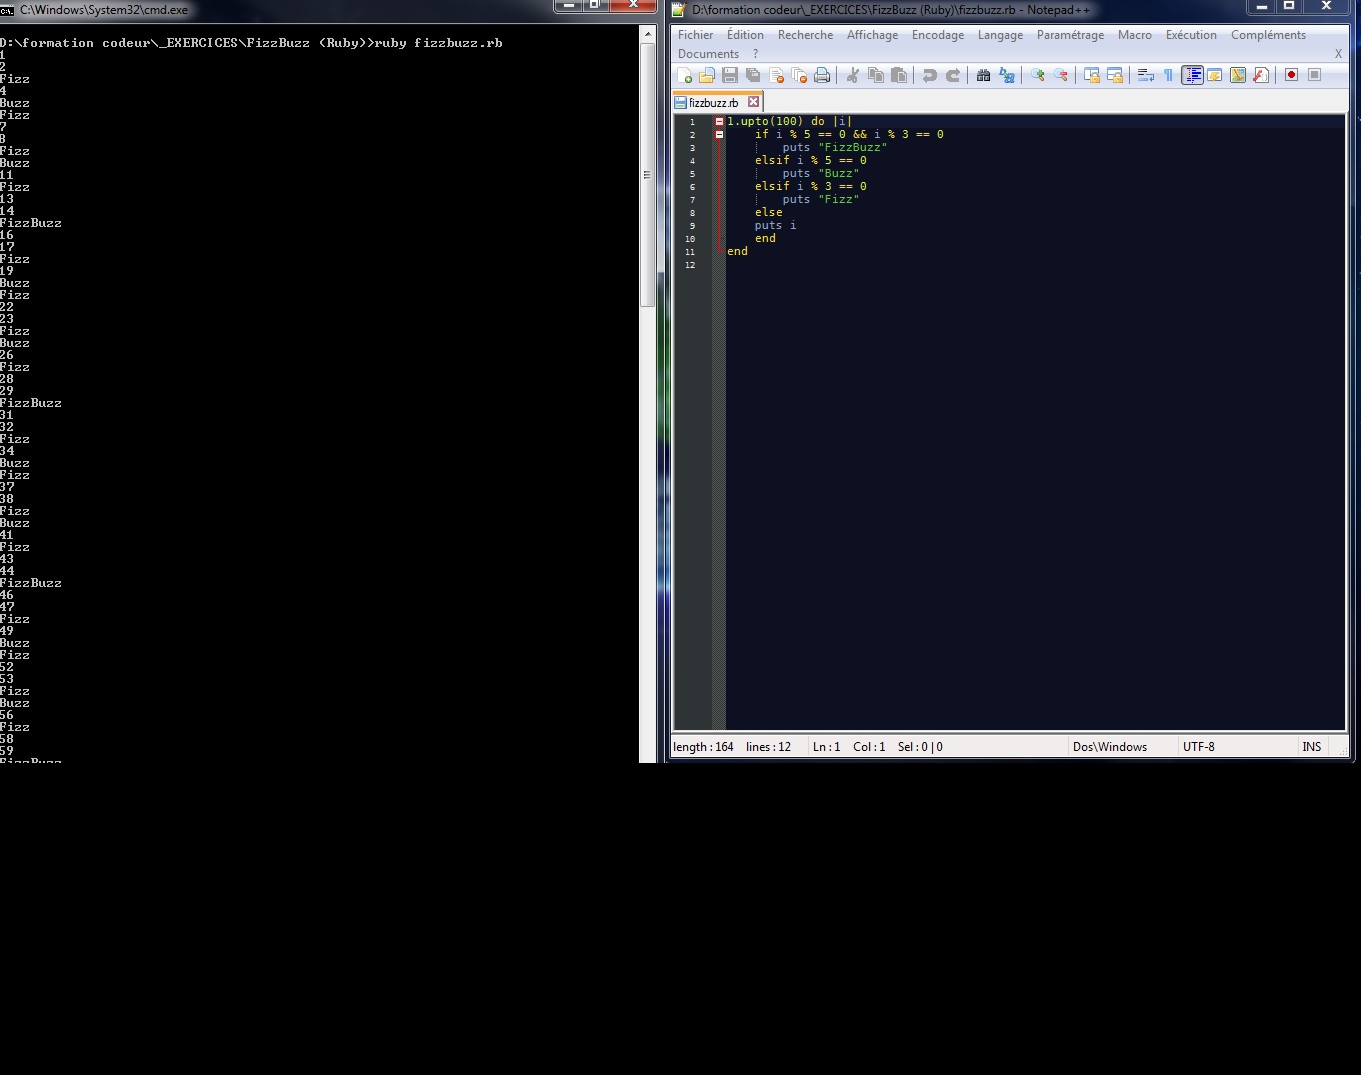 C:\Windows\System32\cmd.exe
D:\formation codeur\_EXERCICES\FizzBuzz (Ruby)>ruby fizzbuzz.rb
1
2
Fizz
4
Buzz
Fizz
7
8
Fizz
Buzz
11
Fizz
13
14
FizzBuzz
16
17
Fizz
19
Buzz
Fizz
22
23
Fizz
Buzz
26
Fizz
28
29
FizzBuzz
31
32
Fizz
34
Buzz
Fizz
37
38
Fizz
Buzz
41
Fizz
43
44
FizzBuzz
46
47
Fizz
49
Buzz
Fizz
52
53
Fizz
Buzz
56
Fizz
58
59
FizzBuzz
D:\formation codeur\_EXERCICES\FizzBuzz (Ruby)\fizzbuzz.rb - Notepad++
Fichier Édition Recherche Affichage Encodage Langage Paramétrage Macro Exécution Compléments
Documents ? X
fizzbuzz.rb
1 1.upto(100) do |i|
2 if i % 5 == 0 && i % 3 == 0
3 puts "FizzBuzz"
4 elsif i % 5 == 0
5 puts "Buzz"
6 elsif i % 3 == 0
7 puts "Fizz"
8 else
9 puts i
10 end
11 end
12
length : 164 lines : 12 Ln : 1 Col : 1 Sel : 0 | 0 Dos\Windows UTF-8 INS